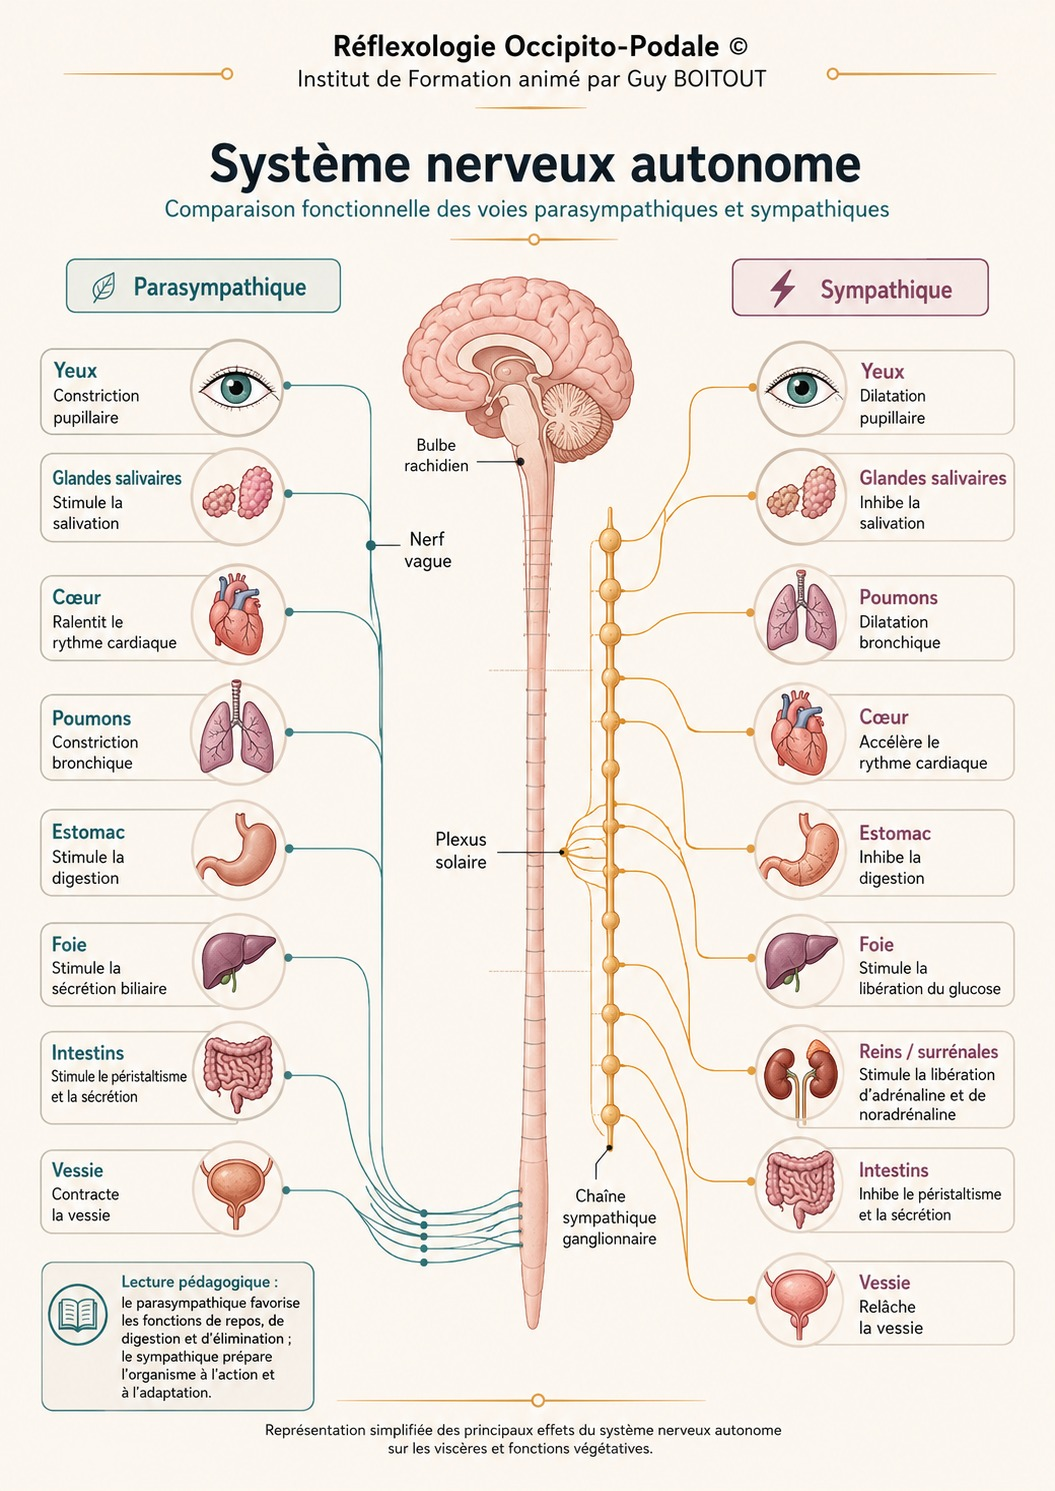 Réflexologie Occipito-Podale ©
Institut de Formation animé par Guy BOITOUT
Système nerveux autonome
Comparaison fonctionnelle des voies parasympathiques et sympathiques
Parasympathique
Yeux
Constriction
pupillaire
Glandes salivaires
Stimule la
salivation
Cœur
Ralentit le
rythme cardiaque
Poumons
Constriction
bronchique
Estomac
Stimule la
digestion
Foie
Stimule la
sécrétion biliaire
Intestins
Stimule le péristaltisme
et la sécrétion
Vessie
Contracte
la vessie
Bulbe
rachidien
Nerf
vague
Plexus
solaire
Chaîne
sympathique
ganglionnaire
Sympathique
Yeux
Dilatation
pupillaire
Glandes salivaires
Inhibe la
salivation
Poumons
Dilatation
bronchique
Cœur
Accélère le
rythme cardiaque
Estomac
Inhibe la
digestion
Foie
Stimule la
libération du glucose
Reins / surrénales
Stimule la libération
d'adrénaline et de
noradrénaline
Intestins
Inhibe le péristaltisme
et la sécrétion
Vessie
Relâche
la vessie
Lecture pédagogique :
le parasympathique favorise
les fonctions de repos, de
digestion et d'élimination ;
le sympathique prépare
l'organisme à l'action et
à l'adaptation.
Représentation simplifiée des principaux effets du système nerveux autonome
sur les viscères et fonctions végétatives.